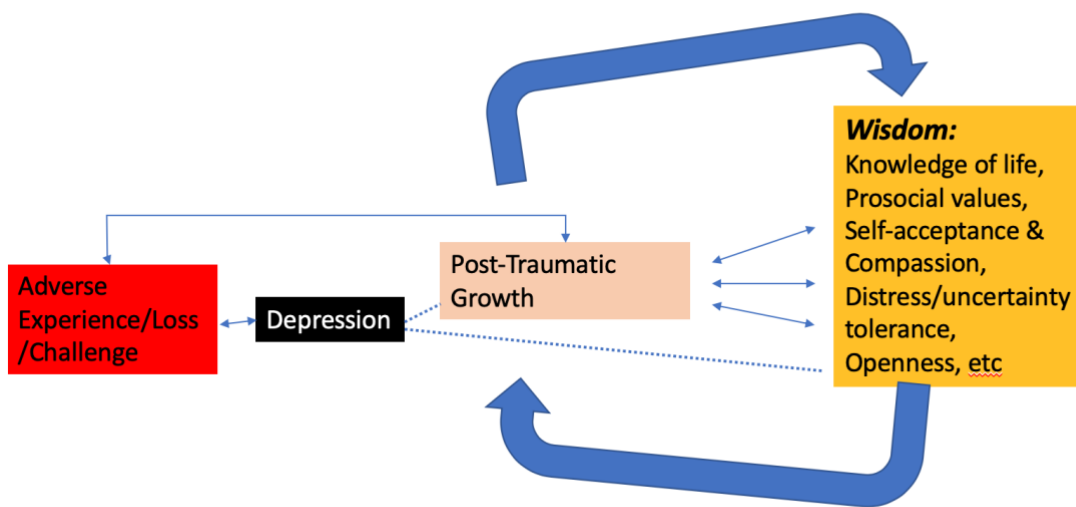 Adverse
Experience/Loss
/Challenge
Depression
Post-Traumatic
Growth
Wisdom:
Knowledge of life,
Prosocial values,
Self-acceptance &
Compassion,
Distress/uncertainty
tolerance,
Openness, etc